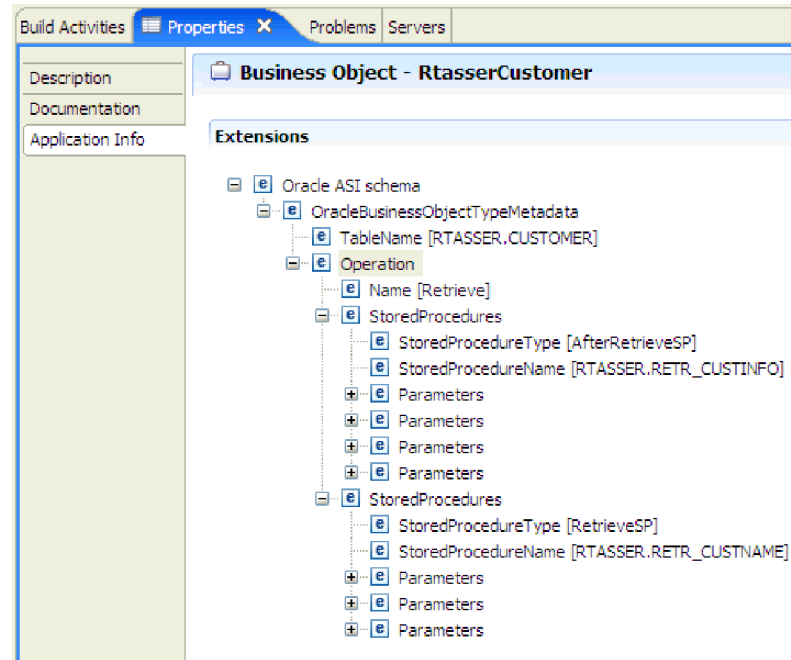 Build Activities Properties Problems Servers
Description
Documentation
Application Info
Business Object - RtasserCustomer
Extensions
Oracle ASI schema
OracleBusinessObjectTypeMetadata
TableName [RTASSER.CUSTOMER]
Operation
Name [Retrieve]
StoredProcedures
StoredProcedureType [AfterRetrieveSP]
StoredProcedureName [RTASSER.RETR_CUSTINFO]
Parameters
Parameters
Parameters
Parameters
StoredProcedures
StoredProcedureType [RetrieveSP]
StoredProcedureName [RTASSER.RETR_CUSTNAME]
Parameters
Parameters
Parameters